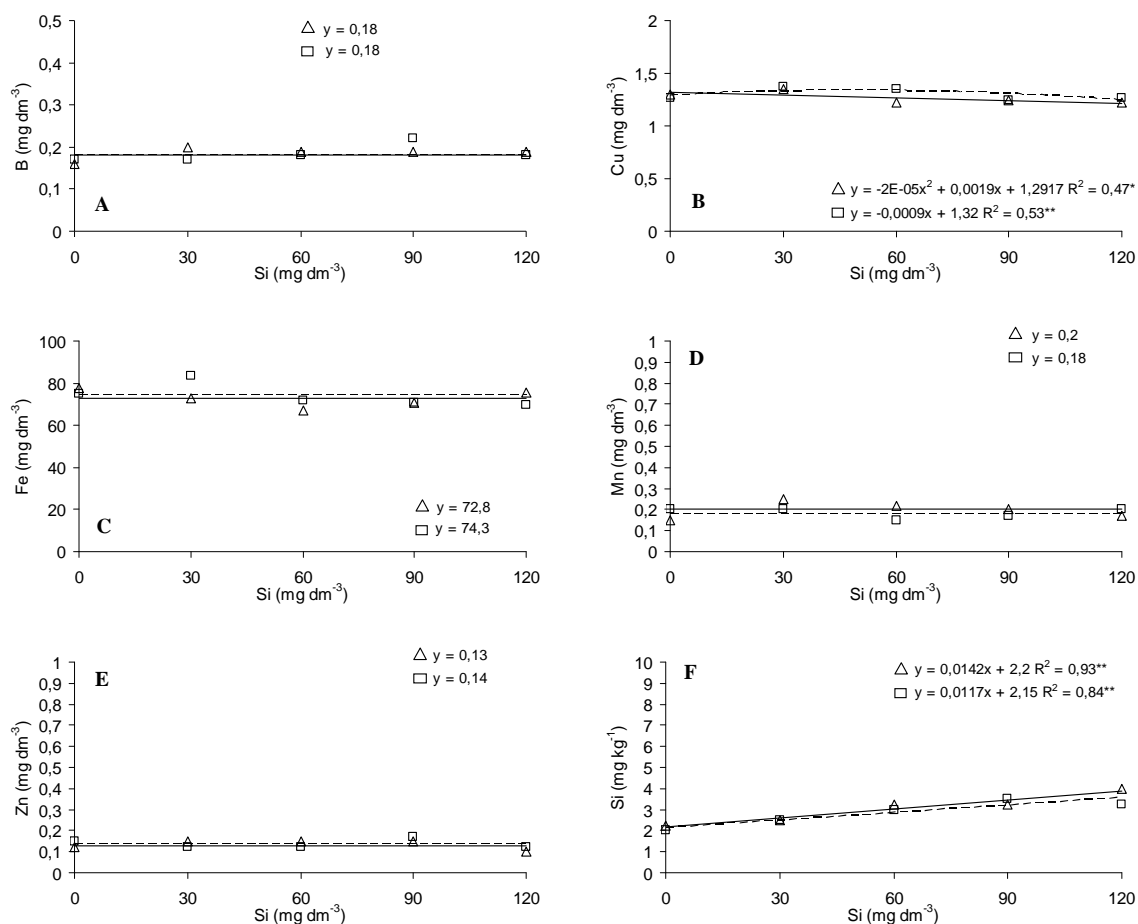 y = 0,18
y = 0,18
0,5
0,4
0,3
0,2
0,1
0
B (mg dm⁻³)
A
0 30 60 90 120
Si (mg dm⁻³)
2
1,5
1
0,5
0
Cu (mg dm⁻³)
B
y = -2E-05x² + 0,0019x + 1,2917 R² = 0,47*
y = -0,0009x + 1,32 R² = 0,53**
0 30 60 90 120
Si (mg dm⁻³)
100
80
60
40
20
0
Fe (mg dm⁻³)
C
y = 72,8
y = 74,3
0 30 60 90 120
Si (mg dm⁻³)
1
0,9
0,8
0,7
0,6
0,5
0,4
0,3
0,2
0,1
0
Mn (mg dm⁻³)
D
y = 0,2
y = 0,18
0 30 60 90 120
Si (mg dm⁻³)
1
0,9
0,8
0,7
0,6
0,5
0,4
0,3
0,2
0,1
0
Zn (mg dm⁻³)
E
y = 0,13
y = 0,14
0 30 60 90 120
Si (mg dm⁻³)
10
9
8
7
6
5
4
3
2
1
0
Si (mg kg⁻¹)
F
y = 0,0142x + 2,2 R² = 0,93**
y = 0,0117x + 2,15 R² = 0,84**
0 30 60 90 120
Si (mg dm⁻³)